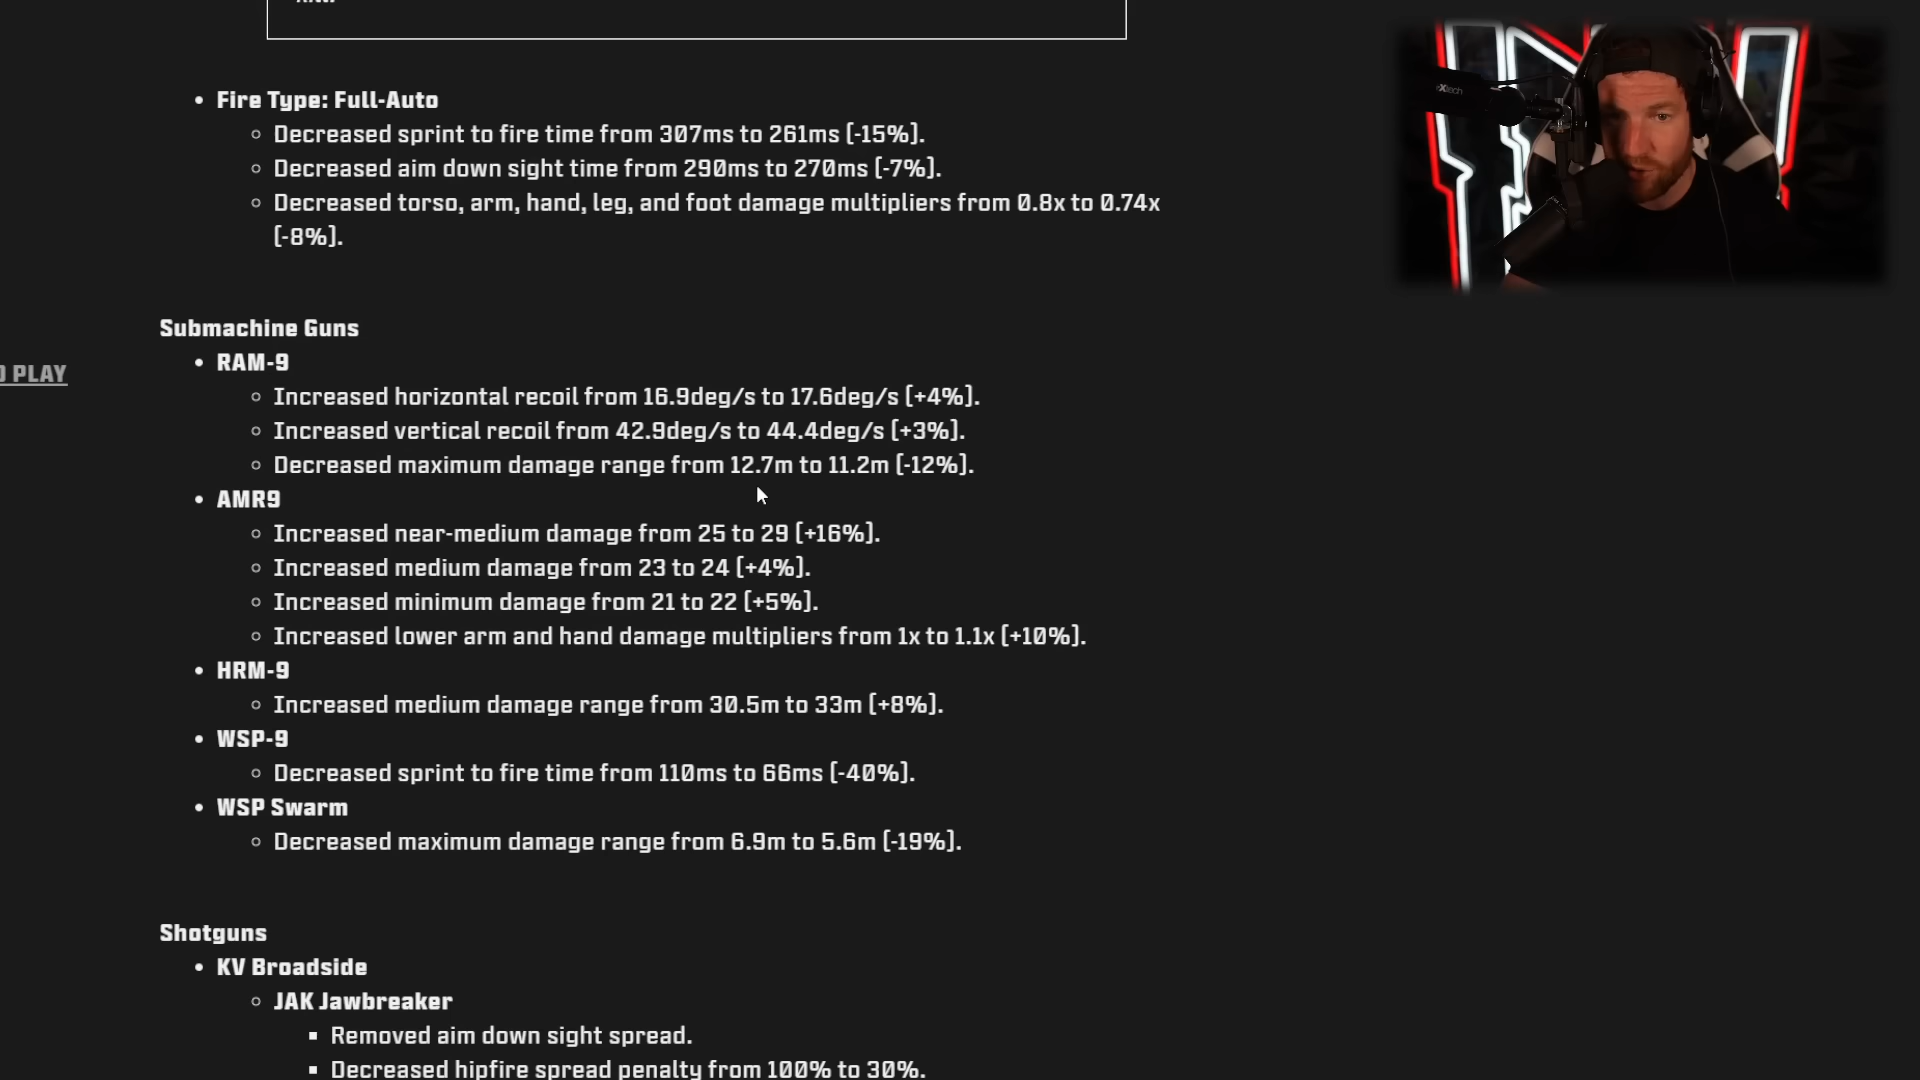 Fire Type: Full-Auto
Decreased sprint to fire time from 307ms to 261ms [-15%].
Decreased aim down sight time from 290ms to 270ms [-7%].
Decreased torso, arm, hand, leg, and foot damage multipliers from 0.8x to 0.74x
[-8%].
Submachine Guns
PLAY
RAM-9
Increased horizontal recoil from 16.9deg/s to 17.6deg/s [+4%].
Increased vertical recoil from 42.9deg/s to 44.4deg/s [+3%].
Decreased maximum damage range from 12.7m to 11.2m [-12%].
AMR9
Increased near-medium damage from 25 to 29 [+16%].
Increased medium damage from 23 to 24 [+4%].
Increased minimum damage from 21 to 22 [+5%].
Increased lower arm and hand damage multipliers from 1x to 1.1x [+10%].
HRM-9
Increased medium damage range from 30.5m to 33m [+8%].
WSP-9
Decreased sprint to fire time from 110ms to 66ms [-40%].
WSP Swarm
Decreased maximum damage range from 6.9m to 5.6m [-19%].
Shotguns
KV Broadside
JAK Jawbreaker
Removed aim down sight spread.
Decreased hipfire spread penalty from 100% to 30%.